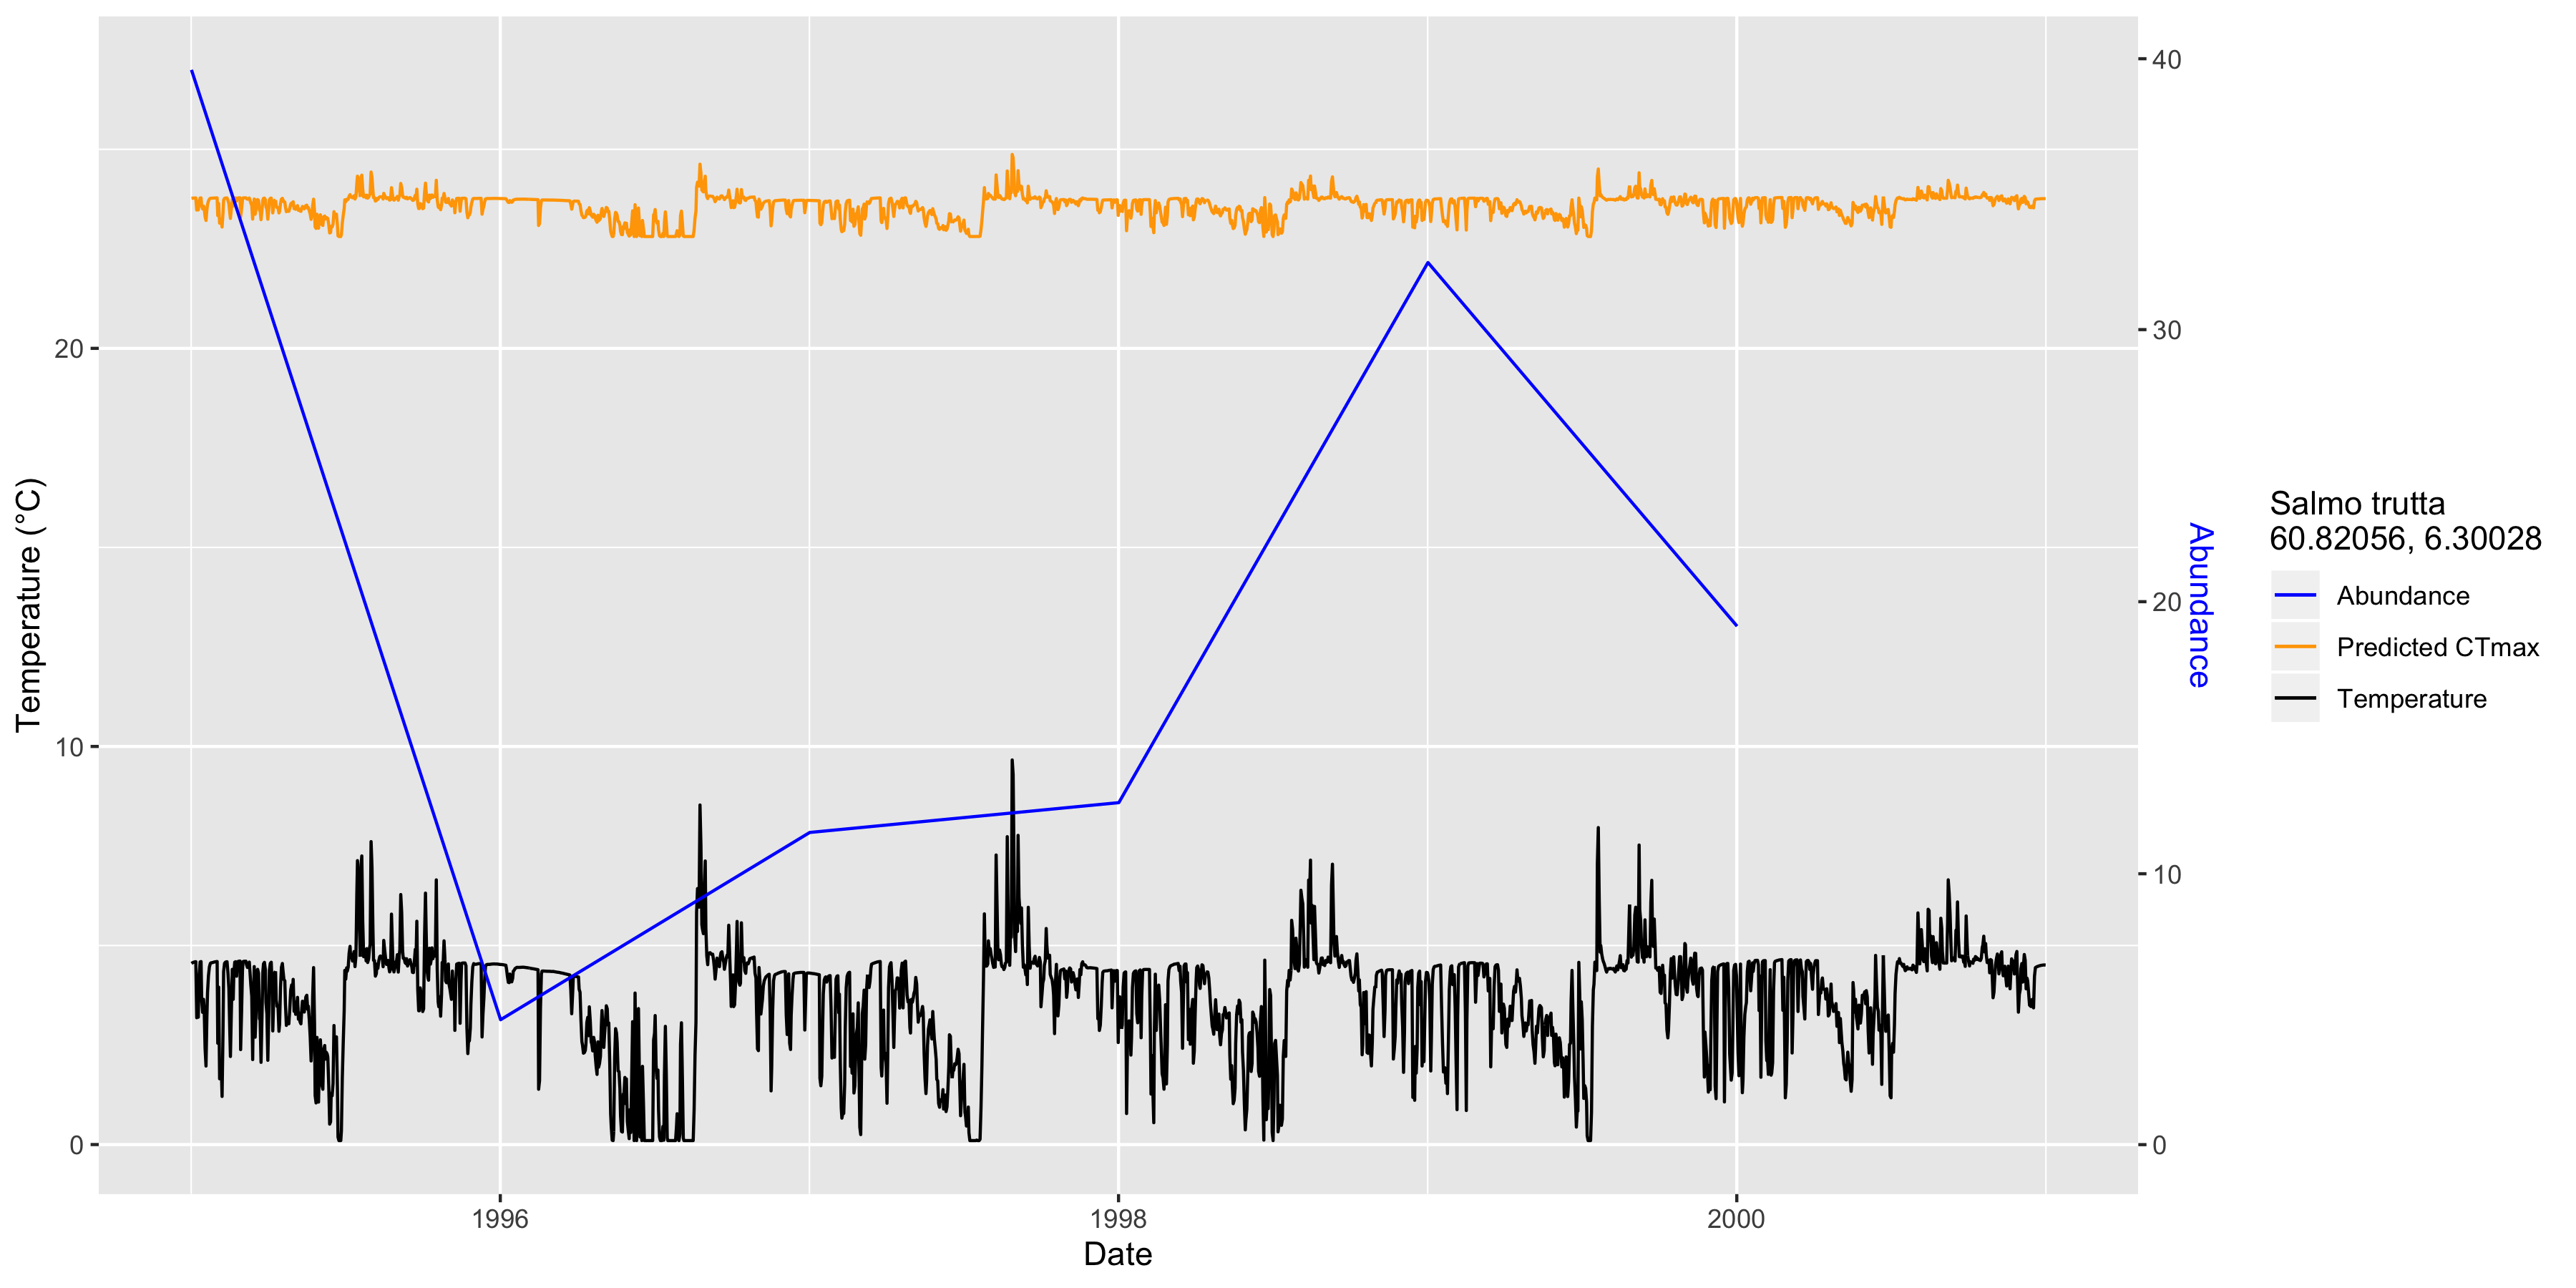 Temperature (°C)
20
10
0
1996
1998
2000
Date
40
30
20
10
0
Abundance
Salmo trutta
60.82056, 6.30028
Abundance
Predicted CTmax
Temperature